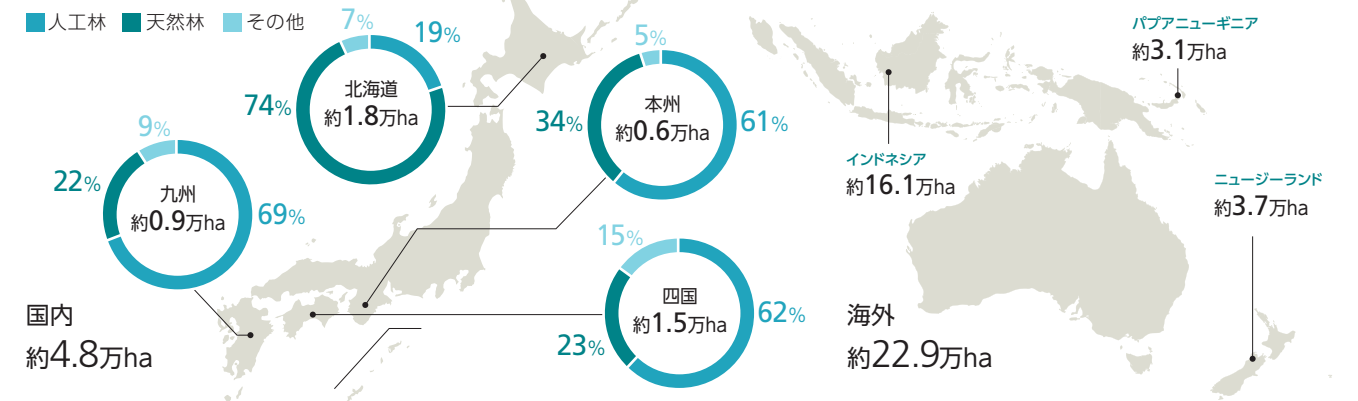 人工林 天然林 その他
7%
19%
74%
北海道
約1.8万ha
5%
34%
61%
本州
約0.6万ha
9%
22%
69%
九州
約0.9万ha
15%
23%
62%
四国
約1.5万ha
国内
約4.8万ha
パプアニューギニア
約3.1万ha
インドネシア
約16.1万ha
ニュージーランド
約3.7万ha
海外
約22.9万ha